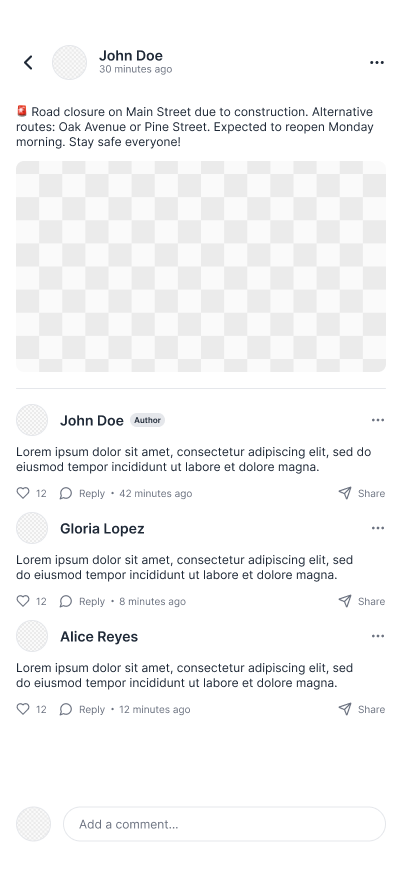 John Doe
30 minutes ago
🚨 Road closure on Main Street due to construction. Alternative
routes: Oak Avenue or Pine Street. Expected to reopen Monday
morning. Stay safe everyone!
John Doe Author
Lorem ipsum dolor sit amet, consectetur adipiscing elit, sed do
eiusmod tempor incididunt ut labore et dolore magna.
12 Reply • 42 minutes ago Share
Gloria Lopez
Lorem ipsum dolor sit amet, consectetur adipiscing elit, sed
do eiusmod tempor incididunt ut labore et dolore magna.
12 Reply • 8 minutes ago Share
Alice Reyes
Lorem ipsum dolor sit amet, consectetur adipiscing elit, sed
do eiusmod tempor incididunt ut labore et dolore magna.
12 Reply • 12 minutes ago Share
Add a comment...